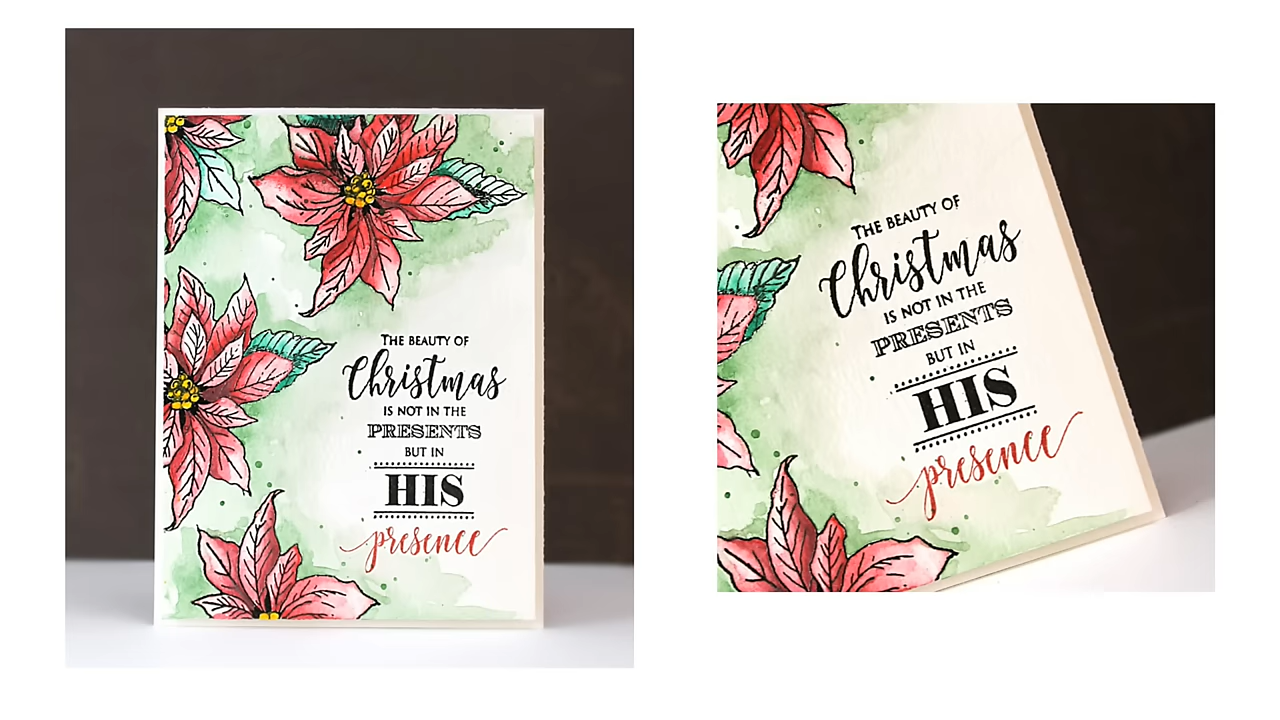 THE BEAUTY OF
Christmas
IS NOT IN THE
PRESENTS
BUT IN
HIS
presence
THE BEAUTY OF
Christmas
IS NOT IN THE
PRESENTS
BUT IN
HIS
presence